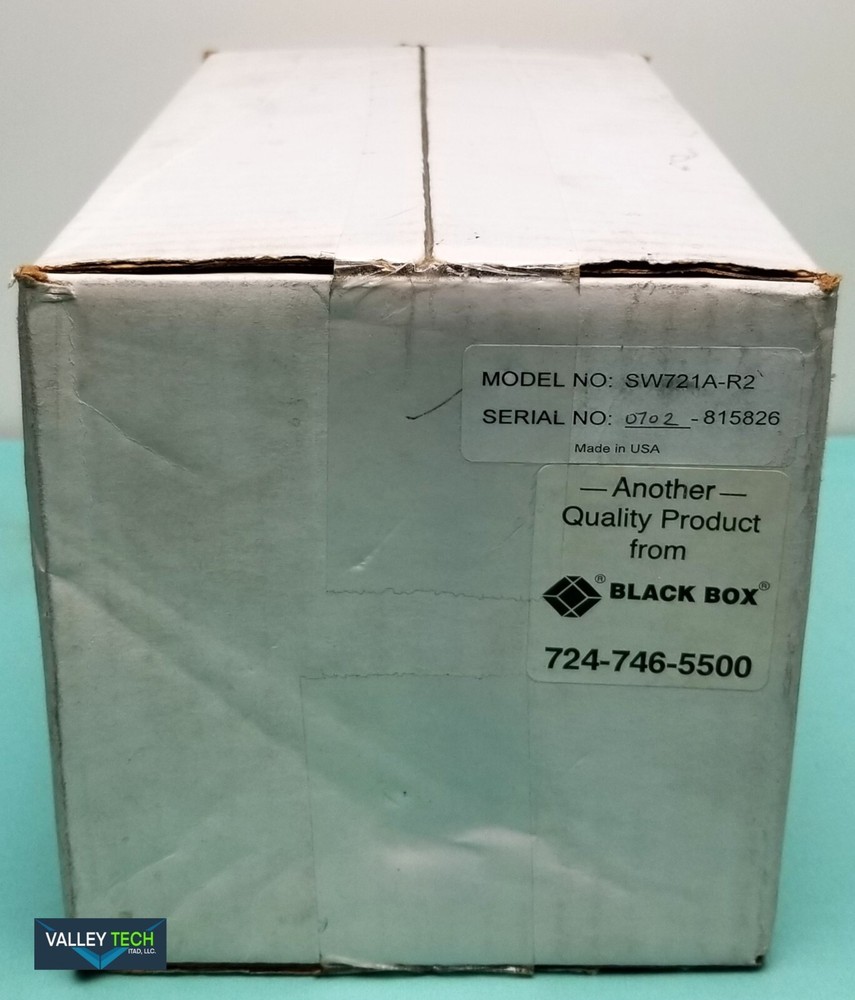 MODEL NO: SW721A-R2
SERIAL NO: 0702-815826
Made in USA
—Another—
Quality Product
from
® BLACK BOX®
724-746-5500
VALLEY TECH
ITAD, LLC.